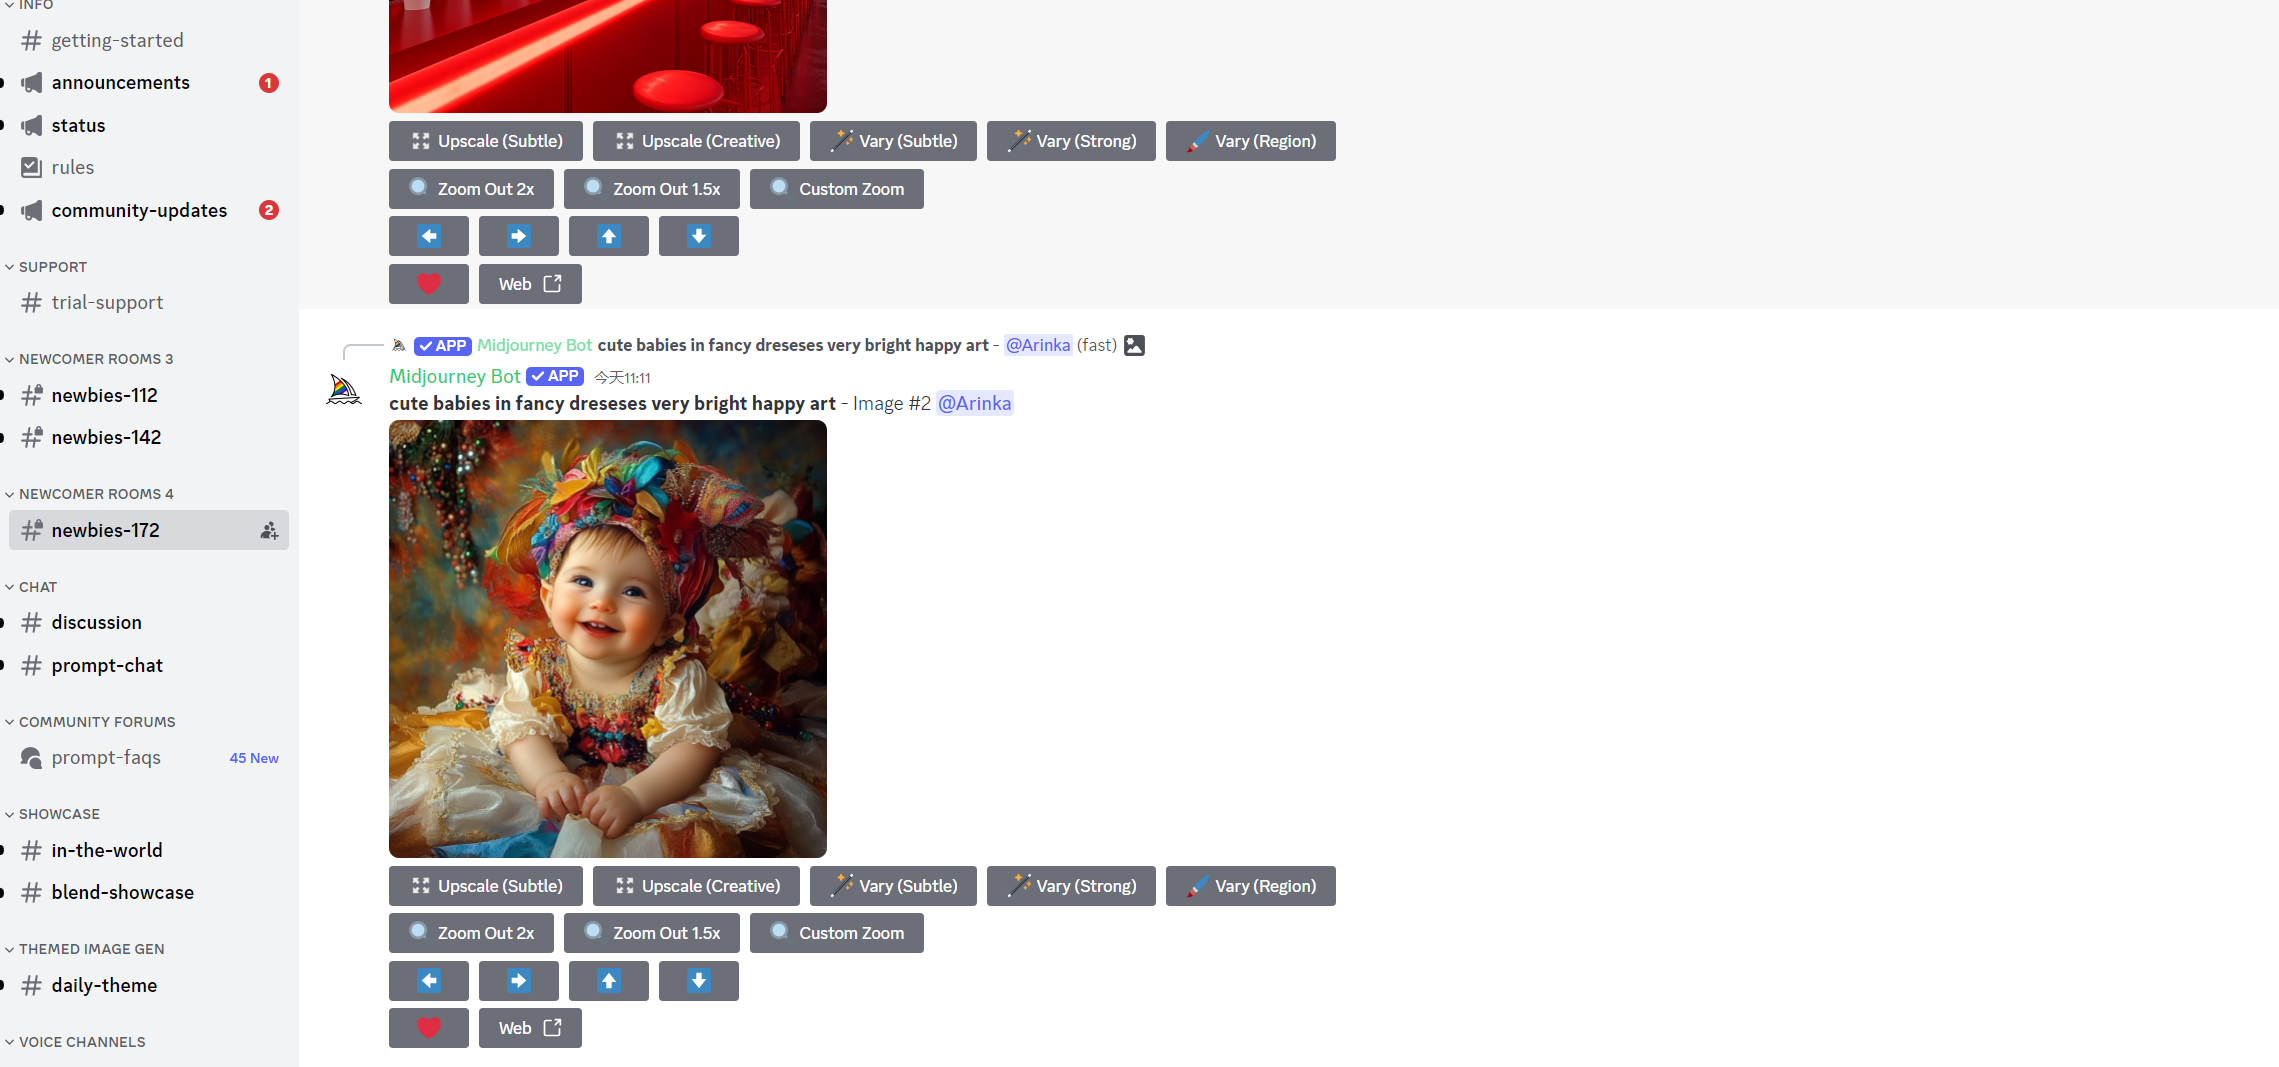 INFO
getting-started
announcements 1
status
rules
community-updates 2
SUPPORT
trial-support
NEWCOMER ROOMS 3
newbies-112
newbies-142
NEWCOMER ROOMS 4
newbies-172
CHAT
discussion
prompt-chat
COMMUNITY FORUMS
prompt-faqs 45 New
SHOWCASE
in-the-world
blend-showcase
THEMED IMAGE GEN
daily-theme
VOICE CHANNELS
Upscale (Subtle) Upscale (Creative) Vary (Subtle) Vary (Strong) Vary (Region)
Zoom Out 2x Zoom Out 1.5x Custom Zoom
Web
APP Midjourney Bot cute babies in fancy dreseses very bright happy art - @Arinka (fast)
Midjourney Bot APP 今天11:11
cute babies in fancy dreseses very bright happy art - Image #2 @Arinka
Upscale (Subtle) Upscale (Creative) Vary (Subtle) Vary (Strong) Vary (Region)
Zoom Out 2x Zoom Out 1.5x Custom Zoom
Web